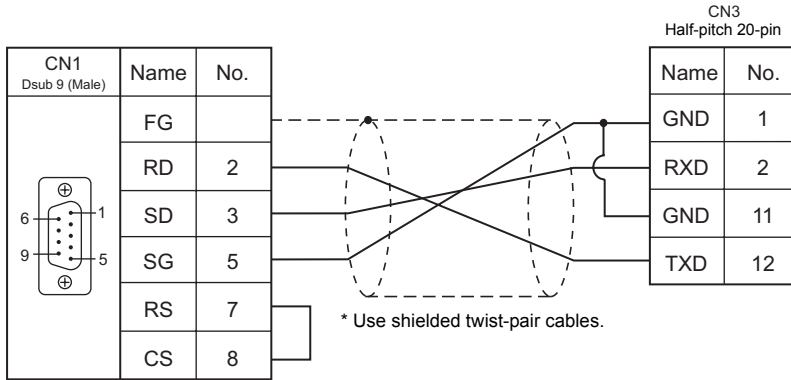 CN3
Half-pitch 20-pin
CN1
Dsub 9 (Male)
Name No.
Name No.
FG
GND 1
RD 2
RXD 2
SD 3
GND 11
SG 5
TXD 12
RS 7
CS 8
6 1
9 5
* Use shielded twist-pair cables.